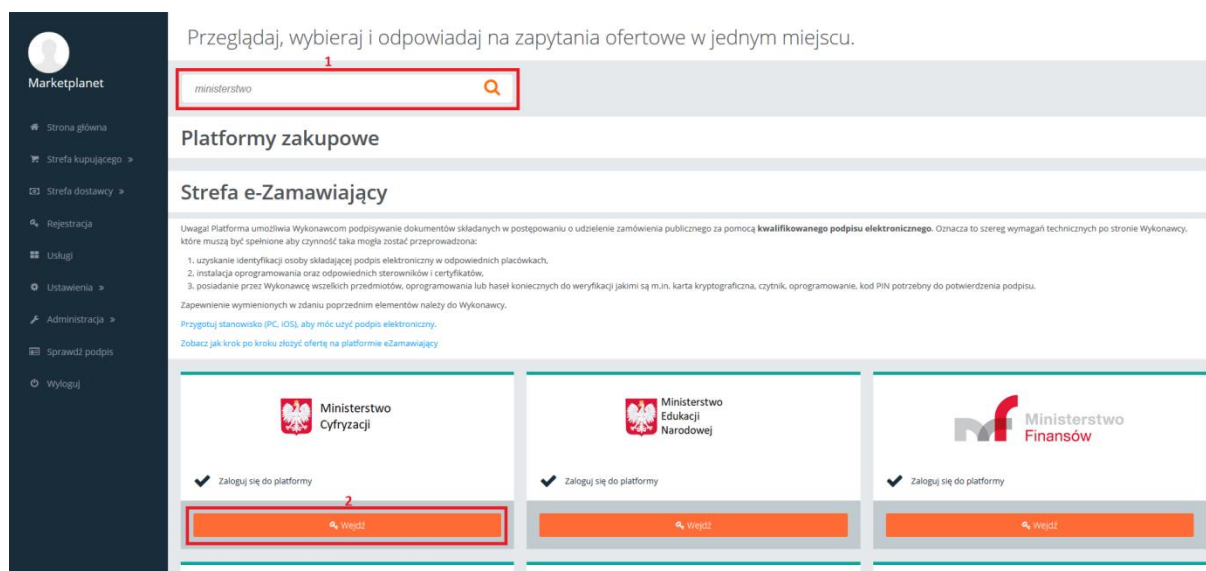 Przeglądaj, wybieraj i odpowiadaj na zapytania ofertowe w jednym miejscu.
1
Marketplanet
ministerstwo
Strona główna
Strefa kupującego »
Strefa dostawcy »
Rejestracja
Usługi
Ustawienia »
Administracja »
Sprawdź podpis
Wyloguj
Platformy zakupowe
Strefa e-Zamawiający
Uwaga! Platforma umożliwia Wykonawcom podpisywanie dokumentów składanych w postępowaniu o udzielenie zamówienia publicznego za pomocą kwalifikowanego podpisu elektronicznego. Oznacza to szereg wymagań technicznych po stronie Wykonawcy,
które muszą być spełnione aby czynność taka mogła zostać przeprowadzona:
1. uzyskanie identyfikacji osoby składającej podpis elektroniczny w odpowiednich placówkach,
2. instalacja oprogramowania oraz odpowiednich sterowników i certyfikatów,
3. posiadanie przez Wykonawcę wszelkich przedmiotów, oprogramowania lub haseł koniecznych do weryfikacji jakimi są m.in. karta kryptograficzna, czytnik, oprogramowanie, kod PIN potrzebny do potwierdzenia podpisu.
Zapewnienie wymienionych w zdaniu poprzednim elementów należy do Wykonawcy.
Przygotuj stanowisko (PC, iOS), aby móc użyć podpis elektroniczny.
Zobacz jak krok po kroku złożyć ofertę na platformie eZamawiający
Ministerstwo
Cyfryzacji
Zaloguj się do platformy
2
Wejdź
Ministerstwo
Edukacji
Narodowej
Zaloguj się do platformy
Wejdź
Ministerstwo
Finansów
Zaloguj się do platformy
Wejdź